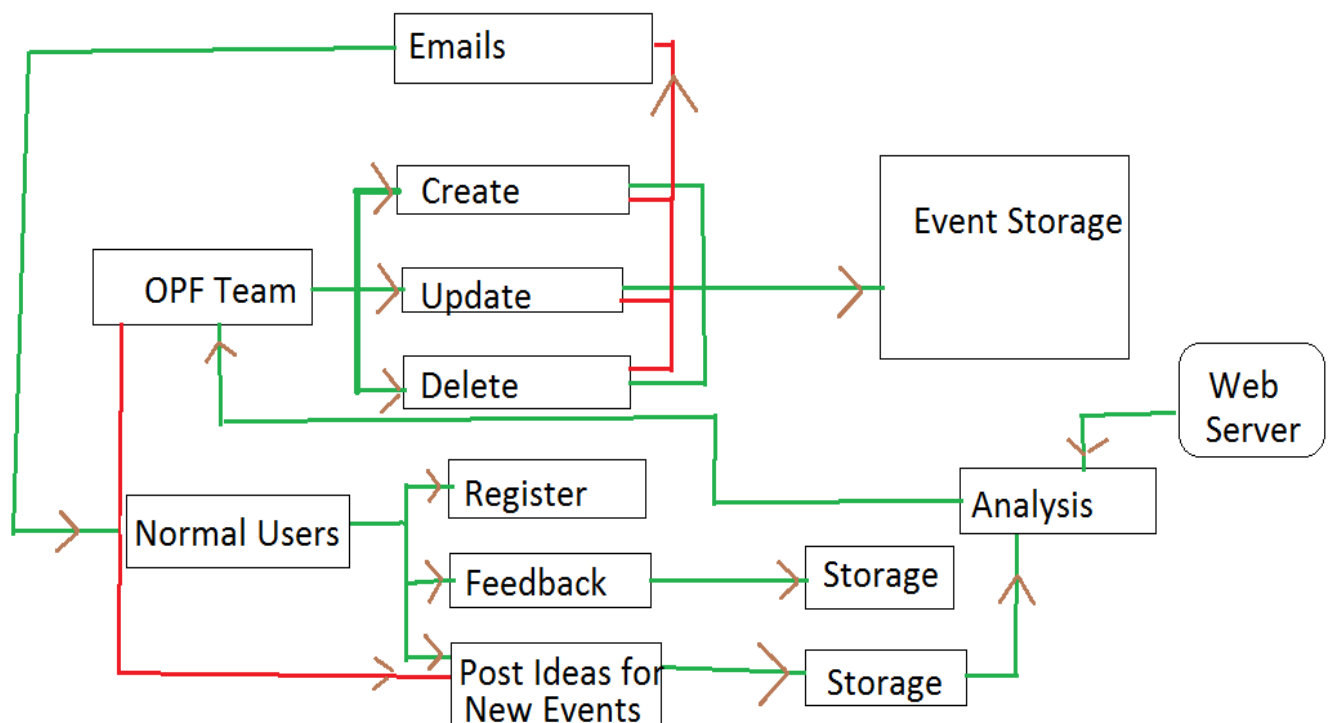 Emails
Create
Event Storage
OPF Team
Update
Delete
Web
Server
Register
Analysis
Normal Users
Feedback
Storage
Post Ideas for
New Events
Storage